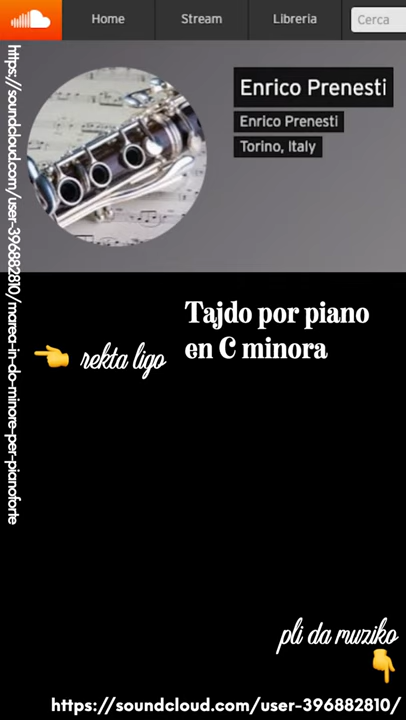 Home Stream Libreria Cerca
Enrico Prenesti
Enrico Prenesti
Torino, Italy
https://soundcloud.com/user-396882810/marea-in-do-minore-per-pianoforte
Tajdo por piano
en C minora
👈 rekta ligo
pli da muziko
👇
https://soundcloud.com/user-396882810/